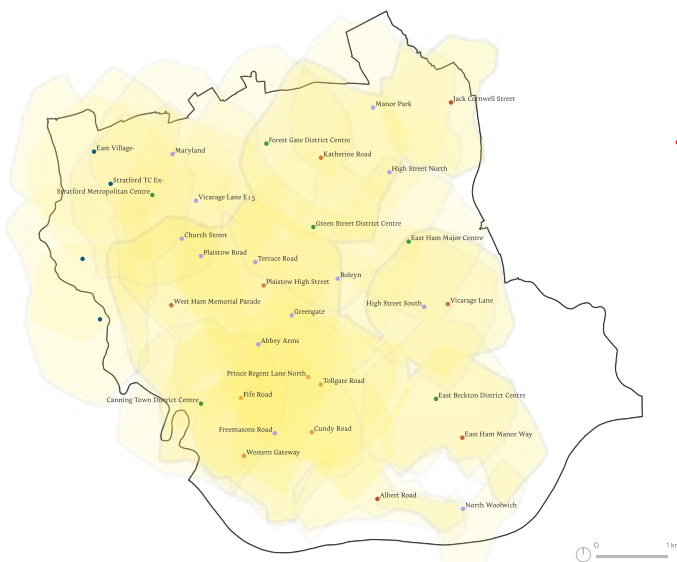 Jack Cornwell Street
Manor Park
Forest Gate District Centre
East Village-
Maryland
Katherine Road
High Street North
Stratford TC Ex-
Stratford Metropolitan Centre
Vicarage Lane E15
Green Street District Centre
Church Street
East Ham Major Centre
Plaistow Road
Terrace Road
Boleyn
Plaistow High Street
West Ham Memorial Parade
High Street South
Vicarage Lane
Greengate
Abbey Arms
Prince Regent Lane North
Tollgate Road
Fife Road
Canning Town District Centre
East Beckton District Centre
Freemasons Road
Cundy Road
East Ham Manor Way
Western Gateway
Albert Road
North Woolwich
0
1 km